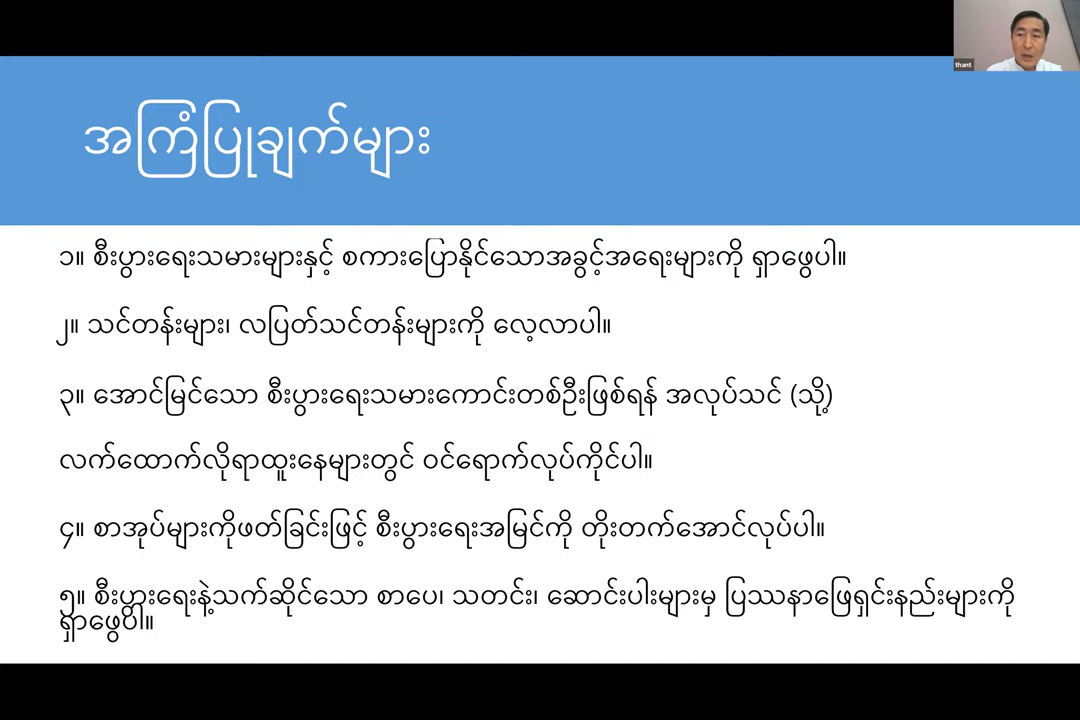 thant
အကြံပြုချက်များ
၁။ စီးပွားရေးသမားများနှင့် စကားပြောနိုင်သောအခွင့်အရေးများကို ရှာဖွေပါ။
၂။ သင်တန်းများ၊ လပြတ်သင်တန်းများကို လေ့လာပါ။
၃။ အောင်မြင်သော စီးပွားရေးသမားကောင်းတစ်ဦးဖြစ်ရန် အလုပ်သင် (သို့)
လက်ထောက်လိုရာထူးနေများတွင် ဝင်ရောက်လုပ်ကိုင်ပါ။
၄။ စာအုပ်များကိုဖတ်ခြင်းဖြင့် စီးပွားရေးအမြင်ကို တိုးတက်အောင်လုပ်ပါ။
၅။ စီးပွားရေးနဲ့သက်ဆိုင်သော စာပေ၊ သတင်း၊ ဆောင်းပါးများမှ ပြဿနာဖြေရှင်းနည်းများကို
ရှာဖွေပါ။